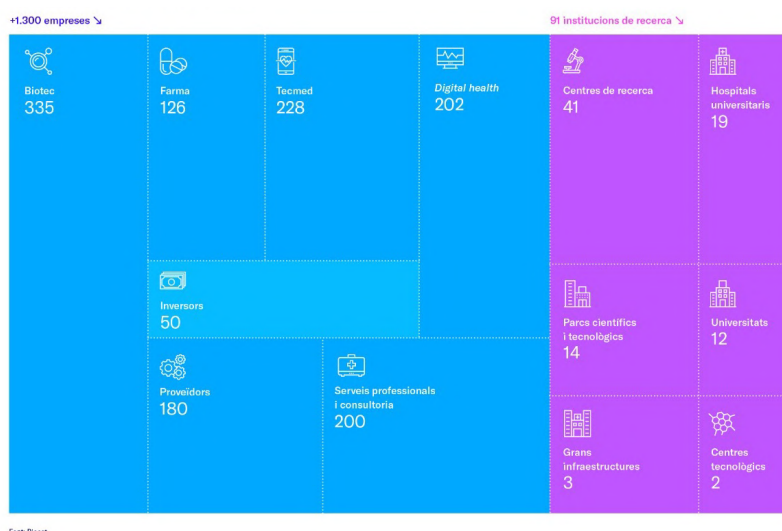 +1.300 empreses ↘
91 institucions de recerca ↘
Biotec
335
Farma
126
Tecmed
228
Digital health
202
Centres de recerca
41
Hospitals
universitaris
19
Inversors
50
Parcs científics
i tecnològics
14
Universitats
12
Proveïdors
180
Serveis professionals
i consultoria
200
Grans
infraestructures
3
Centres
tecnològics
2